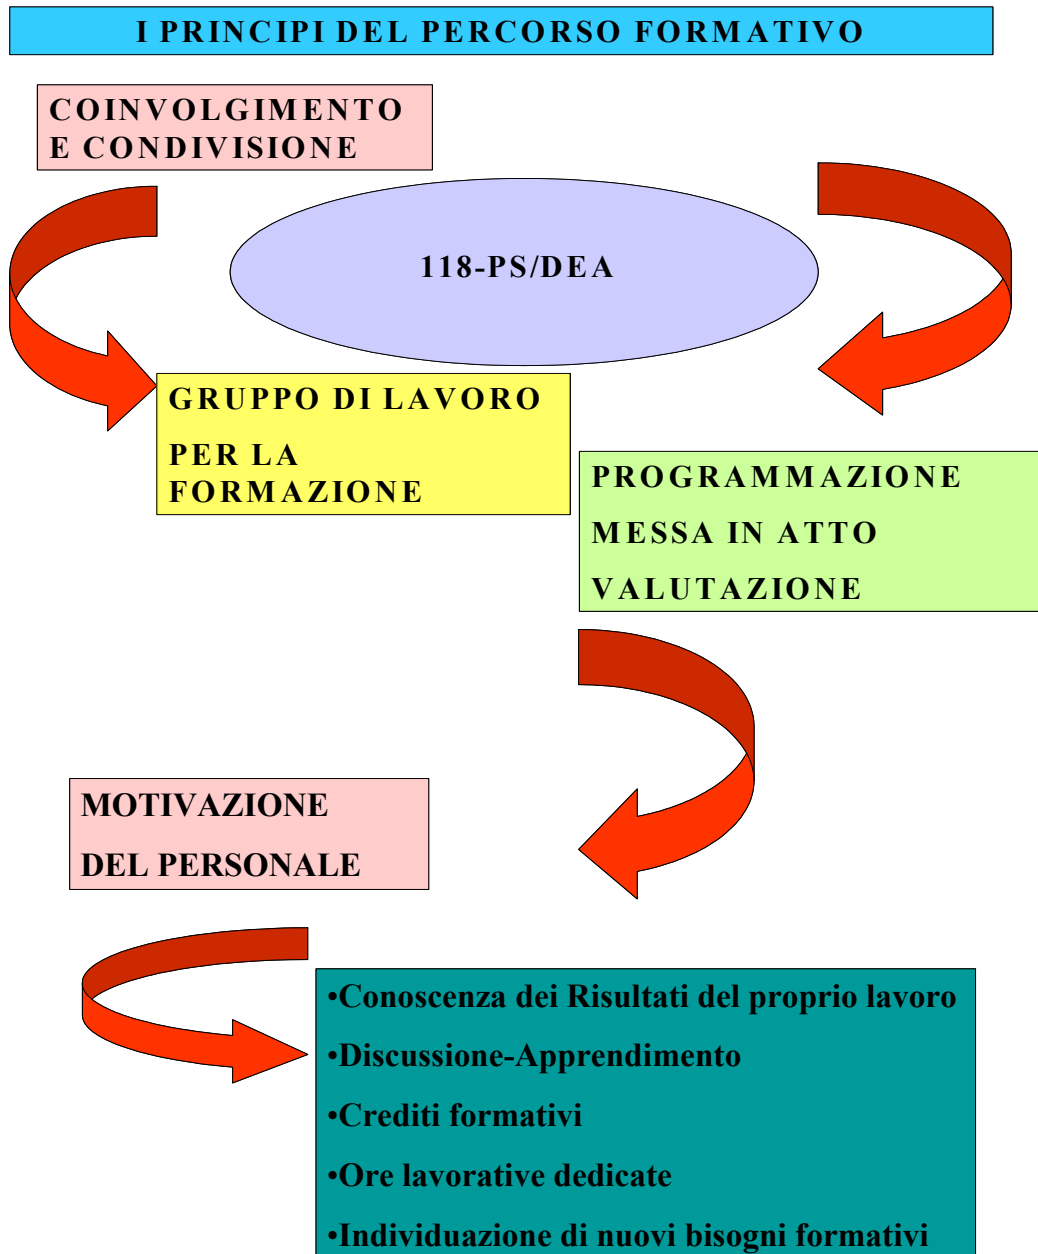 I PRINCIPI DEL PERCORSO FORMATIVO
COINVOLGIMENTO
E CONDIVISIONE
118-PS/DEA
GRUPPO DI LAVORO
PER LA
FORMAZIONE
PROGRAMMAZIONE
MESSA IN ATTO
VALUTAZIONE
MOTIVAZIONE
DEL PERSONALE
•Conoscenza dei Risultati del proprio lavoro
•Discussione-Apprendimento
•Crediti formativi
•Ore lavorative dedicate
•Individuazione di nuovi bisogni formativi